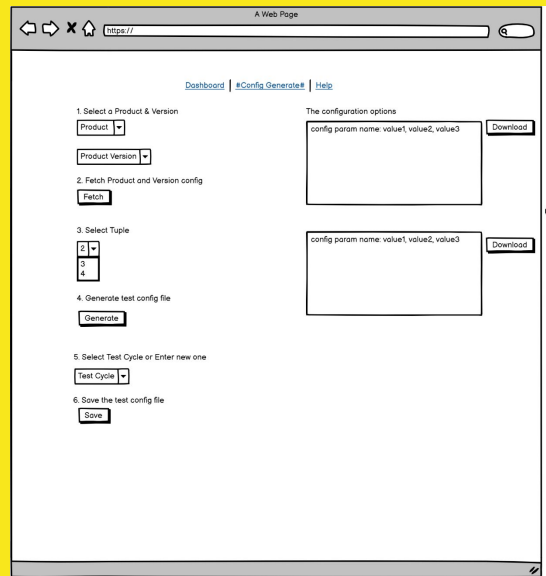 A Web Page
https://
Dashboard | #Config Generate# | Help
1. Select a Product & Version
Product
Product Version
2. Fetch Product and Version config
Fetch
3. Select Tuple
2
3
4
4. Generate test config file
Generate
5. Select Test Cycle or Enter new one
Test Cycle
6. Save the test config file
Save
The configuration options
config param name: value1, value2, value3
Download
config param name: value1, value2, value3
Download